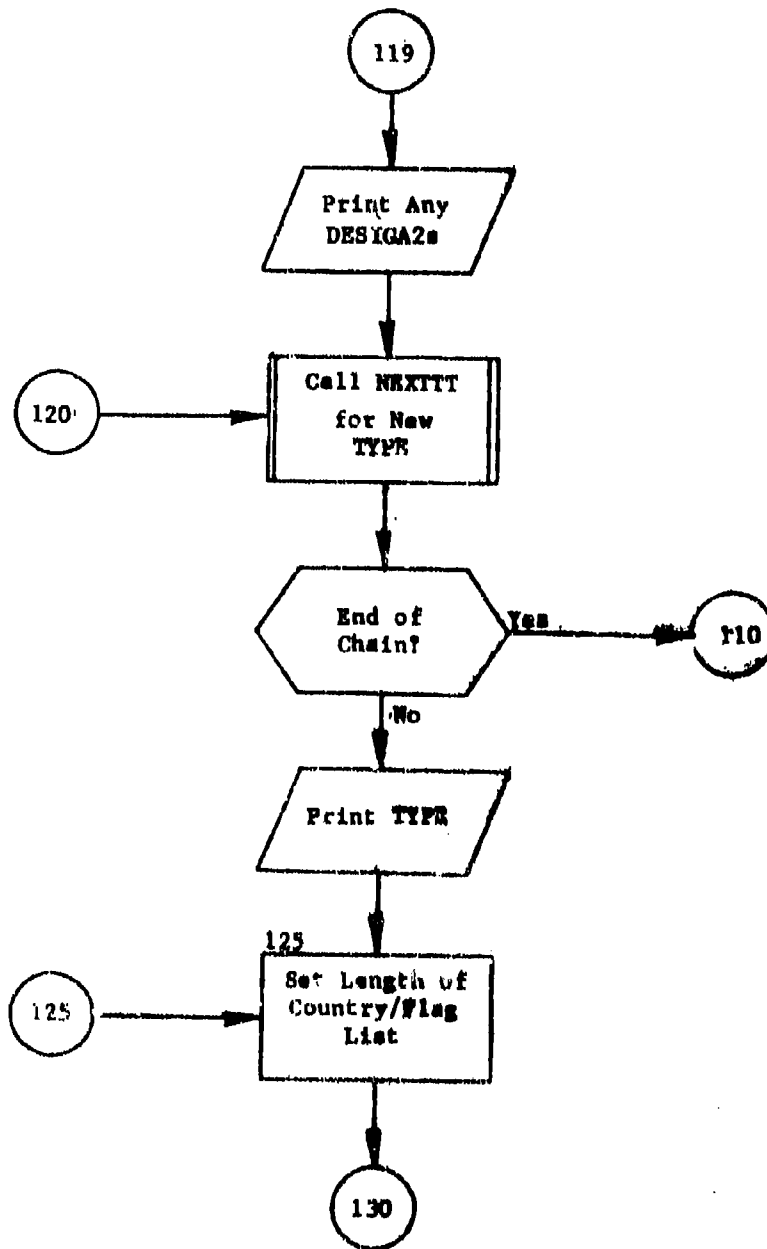 119
Print Any
DESIGA2s
Call NEXTTT
for New
TYPE
120
End of
Chain?
Yes
110
No
Print TYPE
125
Set Length of
Country/Flag
List
125
130